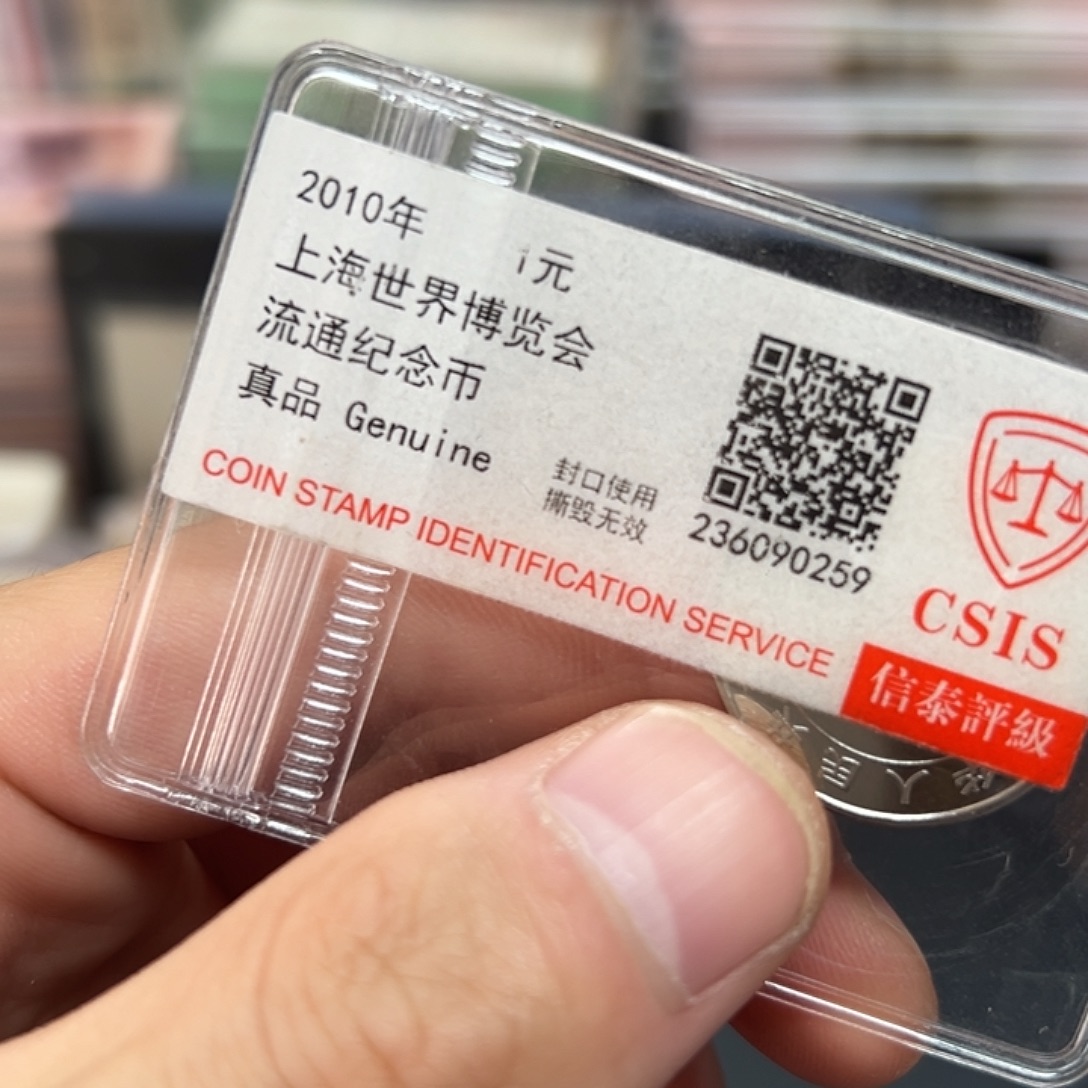 2010年 1元
上海世界博览会
流通纪念币
真品 Genuine
封口使用
撕毁无效
236090259
COIN STAMP IDENTIFICATION SERVICE
CSIS
信泰評級
人民